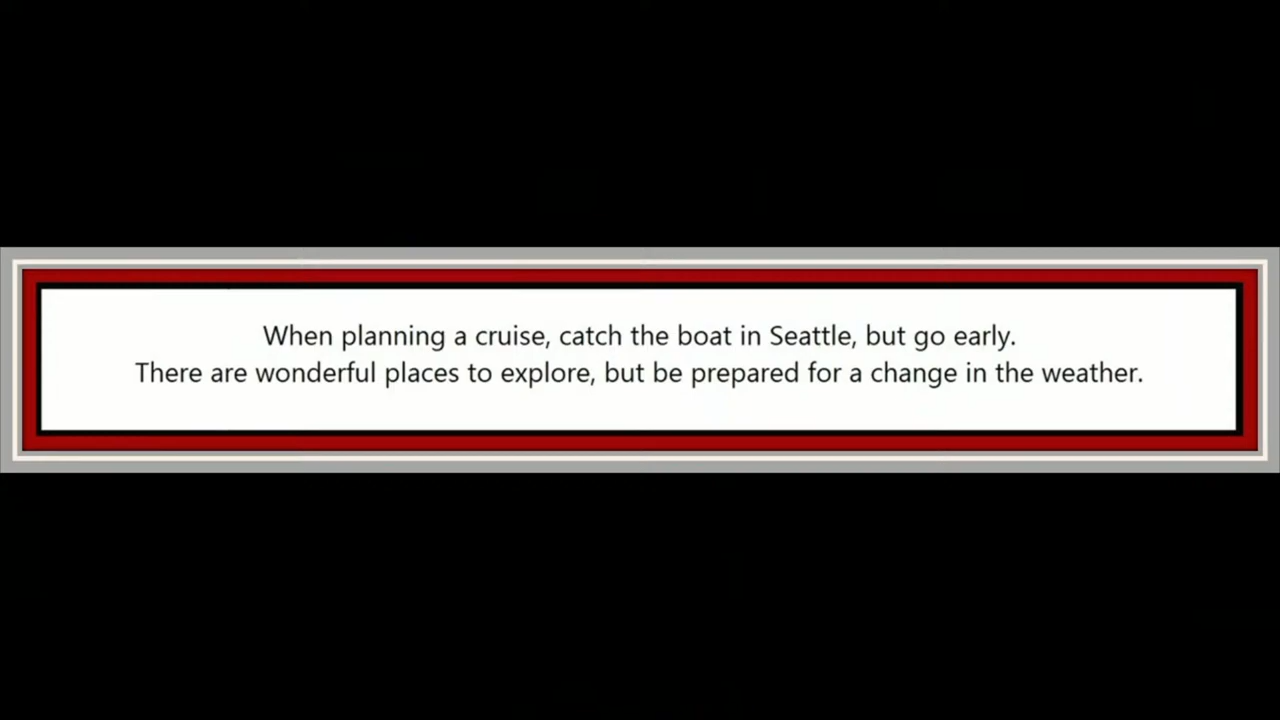 When planning a cruise, catch the boat in Seattle, but go early.
There are wonderful places to explore, but be prepared for a change in the weather.